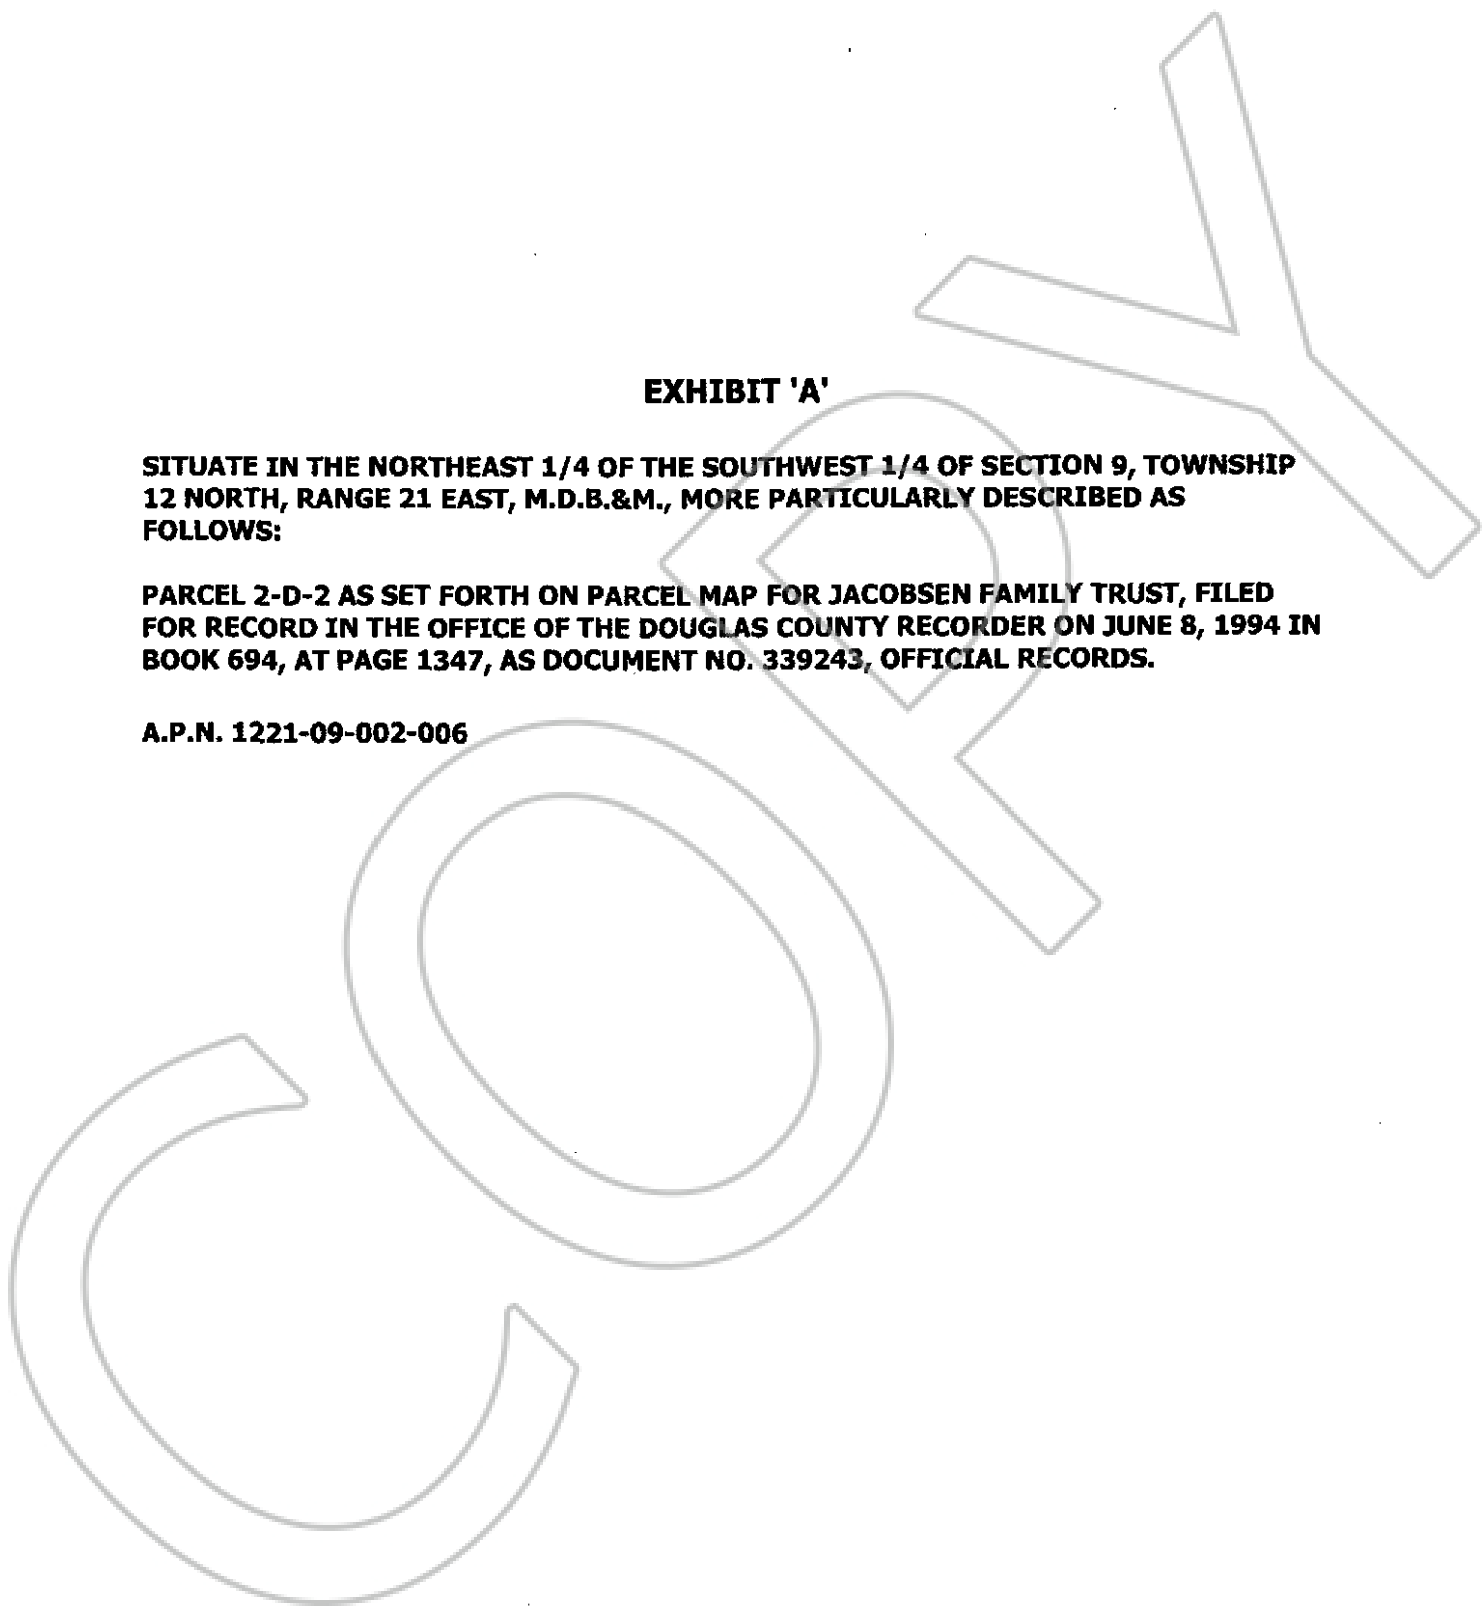 EXHIBIT 'A'
SITUATE IN THE NORTHEAST 1/4 OF THE SOUTHWEST 1/4 OF SECTION 9, TOWNSHIP
12 NORTH, RANGE 21 EAST, M.D.B.&M., MORE PARTICULARLY DESCRIBED AS
FOLLOWS:
PARCEL 2-D-2 AS SET FORTH ON PARCEL MAP FOR JACOBSEN FAMILY TRUST, FILED
FOR RECORD IN THE OFFICE OF THE DOUGLAS COUNTY RECORDER ON JUNE 8, 1994 IN
BOOK 694, AT PAGE 1347, AS DOCUMENT NO. 339243, OFFICIAL RECORDS.
A.P.N. 1221-09-002-006
COPY